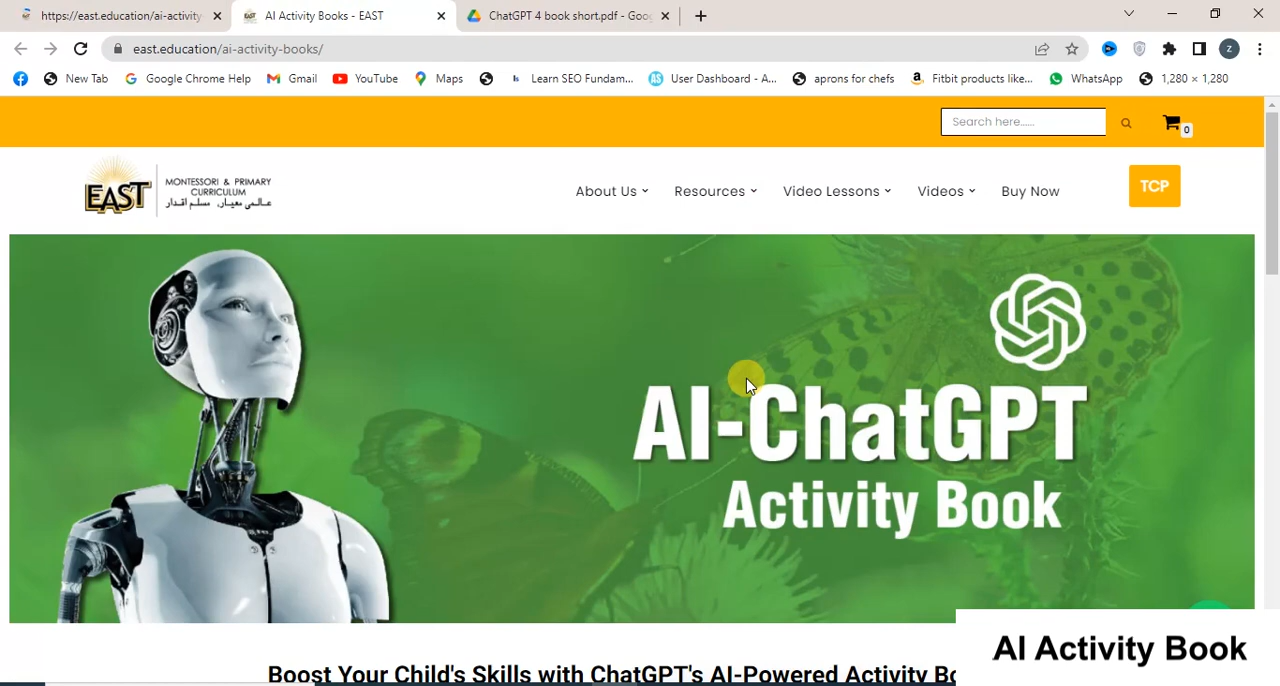 https://east.education/ai-activity
AI Activity Books - EAST
ChatGPT 4 book short.pdf - Goo
east.education/ai-activity-books/
z
New Tab
Google Chrome Help
Gmail
YouTube
Maps
Learn SEO Fundam...
User Dashboard - A...
aprons for chefs
Fitbit products like...
WhatsApp
1,280 × 1,280
Search here......
0
EAST
MONTESSORI & PRIMARY
CURRICULUM
عالمی معیار، مسلم اقدار
About Us
Resources
Video Lessons
Videos
Buy Now
TCP
AI-ChatGPT
Activity Book
Boost Your Child's Skills with ChatGPT's AI-Powered Activity Bo
AI Activity Book